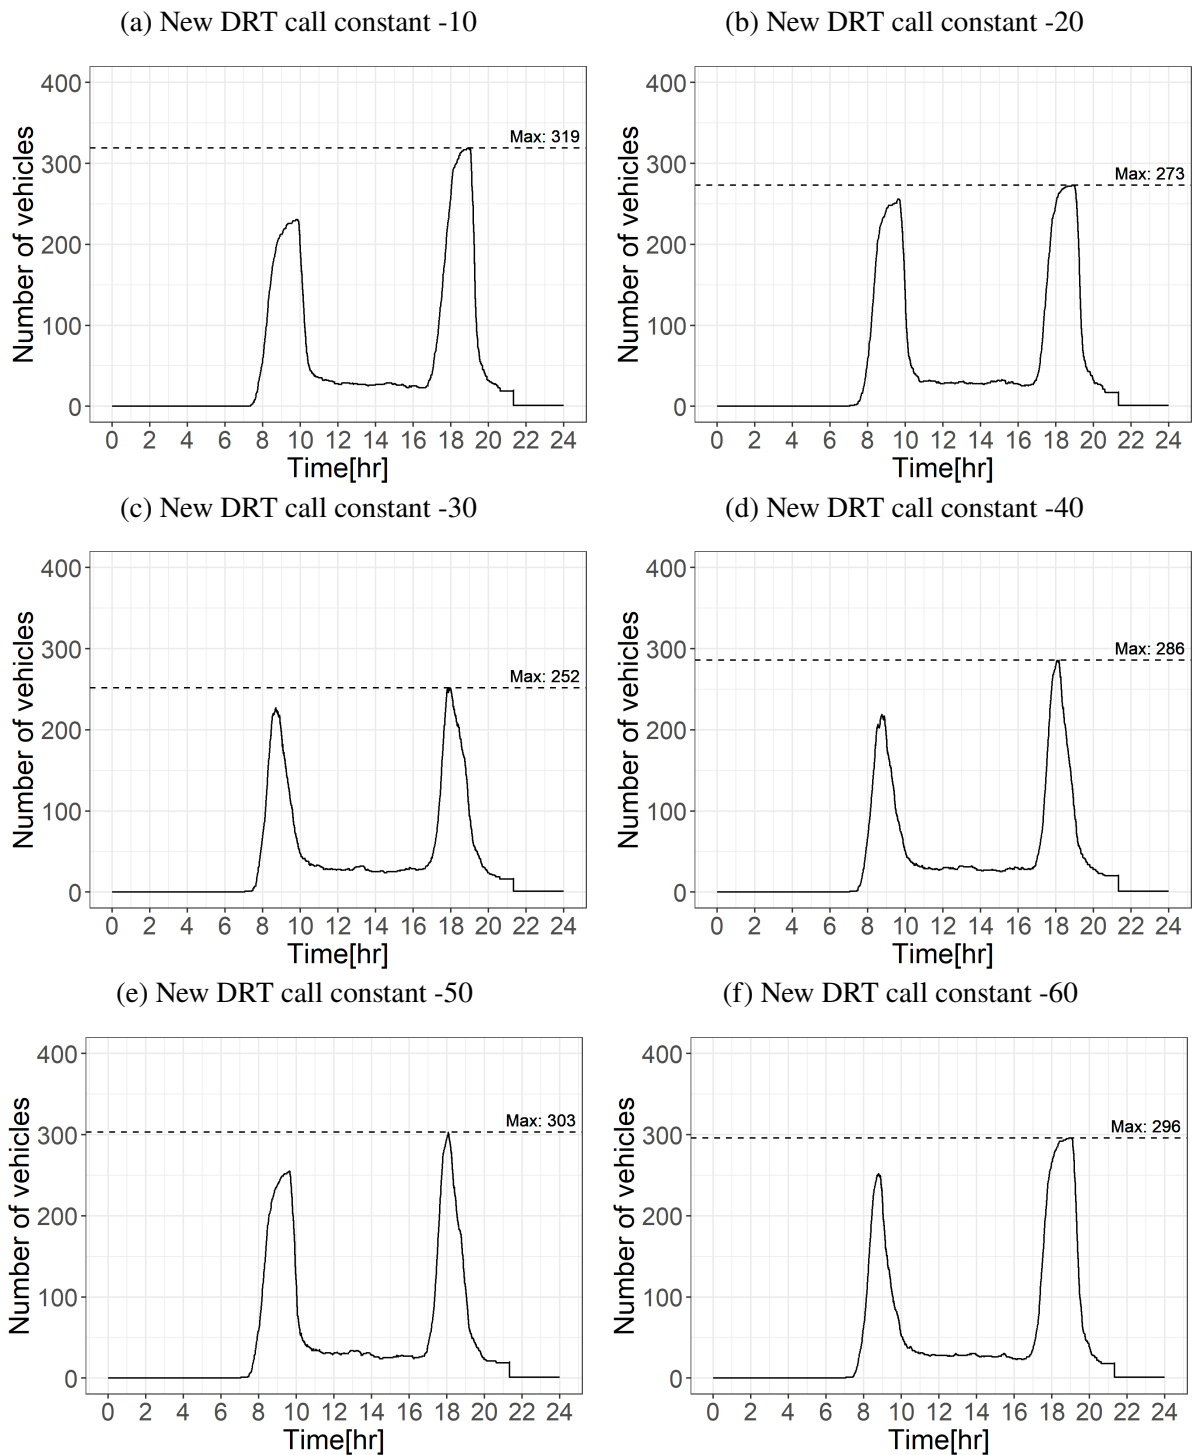 (a) New DRT call constant -10
(b) New DRT call constant -20
400
300
200
100
0
Number of vehicles
Max: 319
0 2 4 6 8 10 12 14 16 18 20 22 24
Time[hr]
400
300
200
100
0
Number of vehicles
Max: 273
0 2 4 6 8 10 12 14 16 18 20 22 24
Time[hr]
(c) New DRT call constant -30
(d) New DRT call constant -40
400
300
200
100
0
Number of vehicles
Max: 252
0 2 4 6 8 10 12 14 16 18 20 22 24
Time[hr]
400
300
200
100
0
Number of vehicles
Max: 286
0 2 4 6 8 10 12 14 16 18 20 22 24
Time[hr]
(e) New DRT call constant -50
(f) New DRT call constant -60
400
300
200
100
0
Number of vehicles
Max: 303
0 2 4 6 8 10 12 14 16 18 20 22 24
Time[hr]
400
300
200
100
0
Number of vehicles
Max: 296
0 2 4 6 8 10 12 14 16 18 20 22 24
Time[hr]